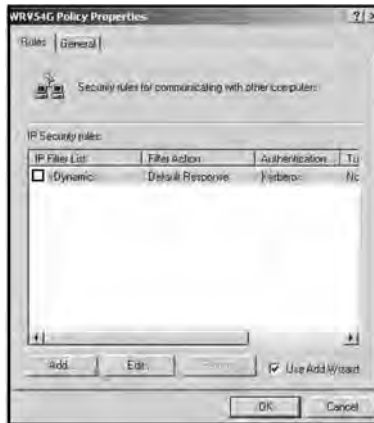 WRV54G Policy Properties
Rules General
Security rules for communicating with other computers
IP Security rules:
IP Filter List Filter Action Authentication Tu
<Dynamic> Default Response Kerberos No
Add... Edit... Use Add Wizard
OK Cancel